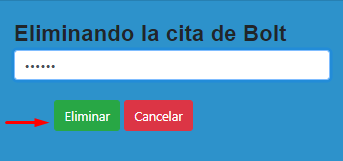 Eliminando la cita de Bolt
••••••
Eliminar Cancelar